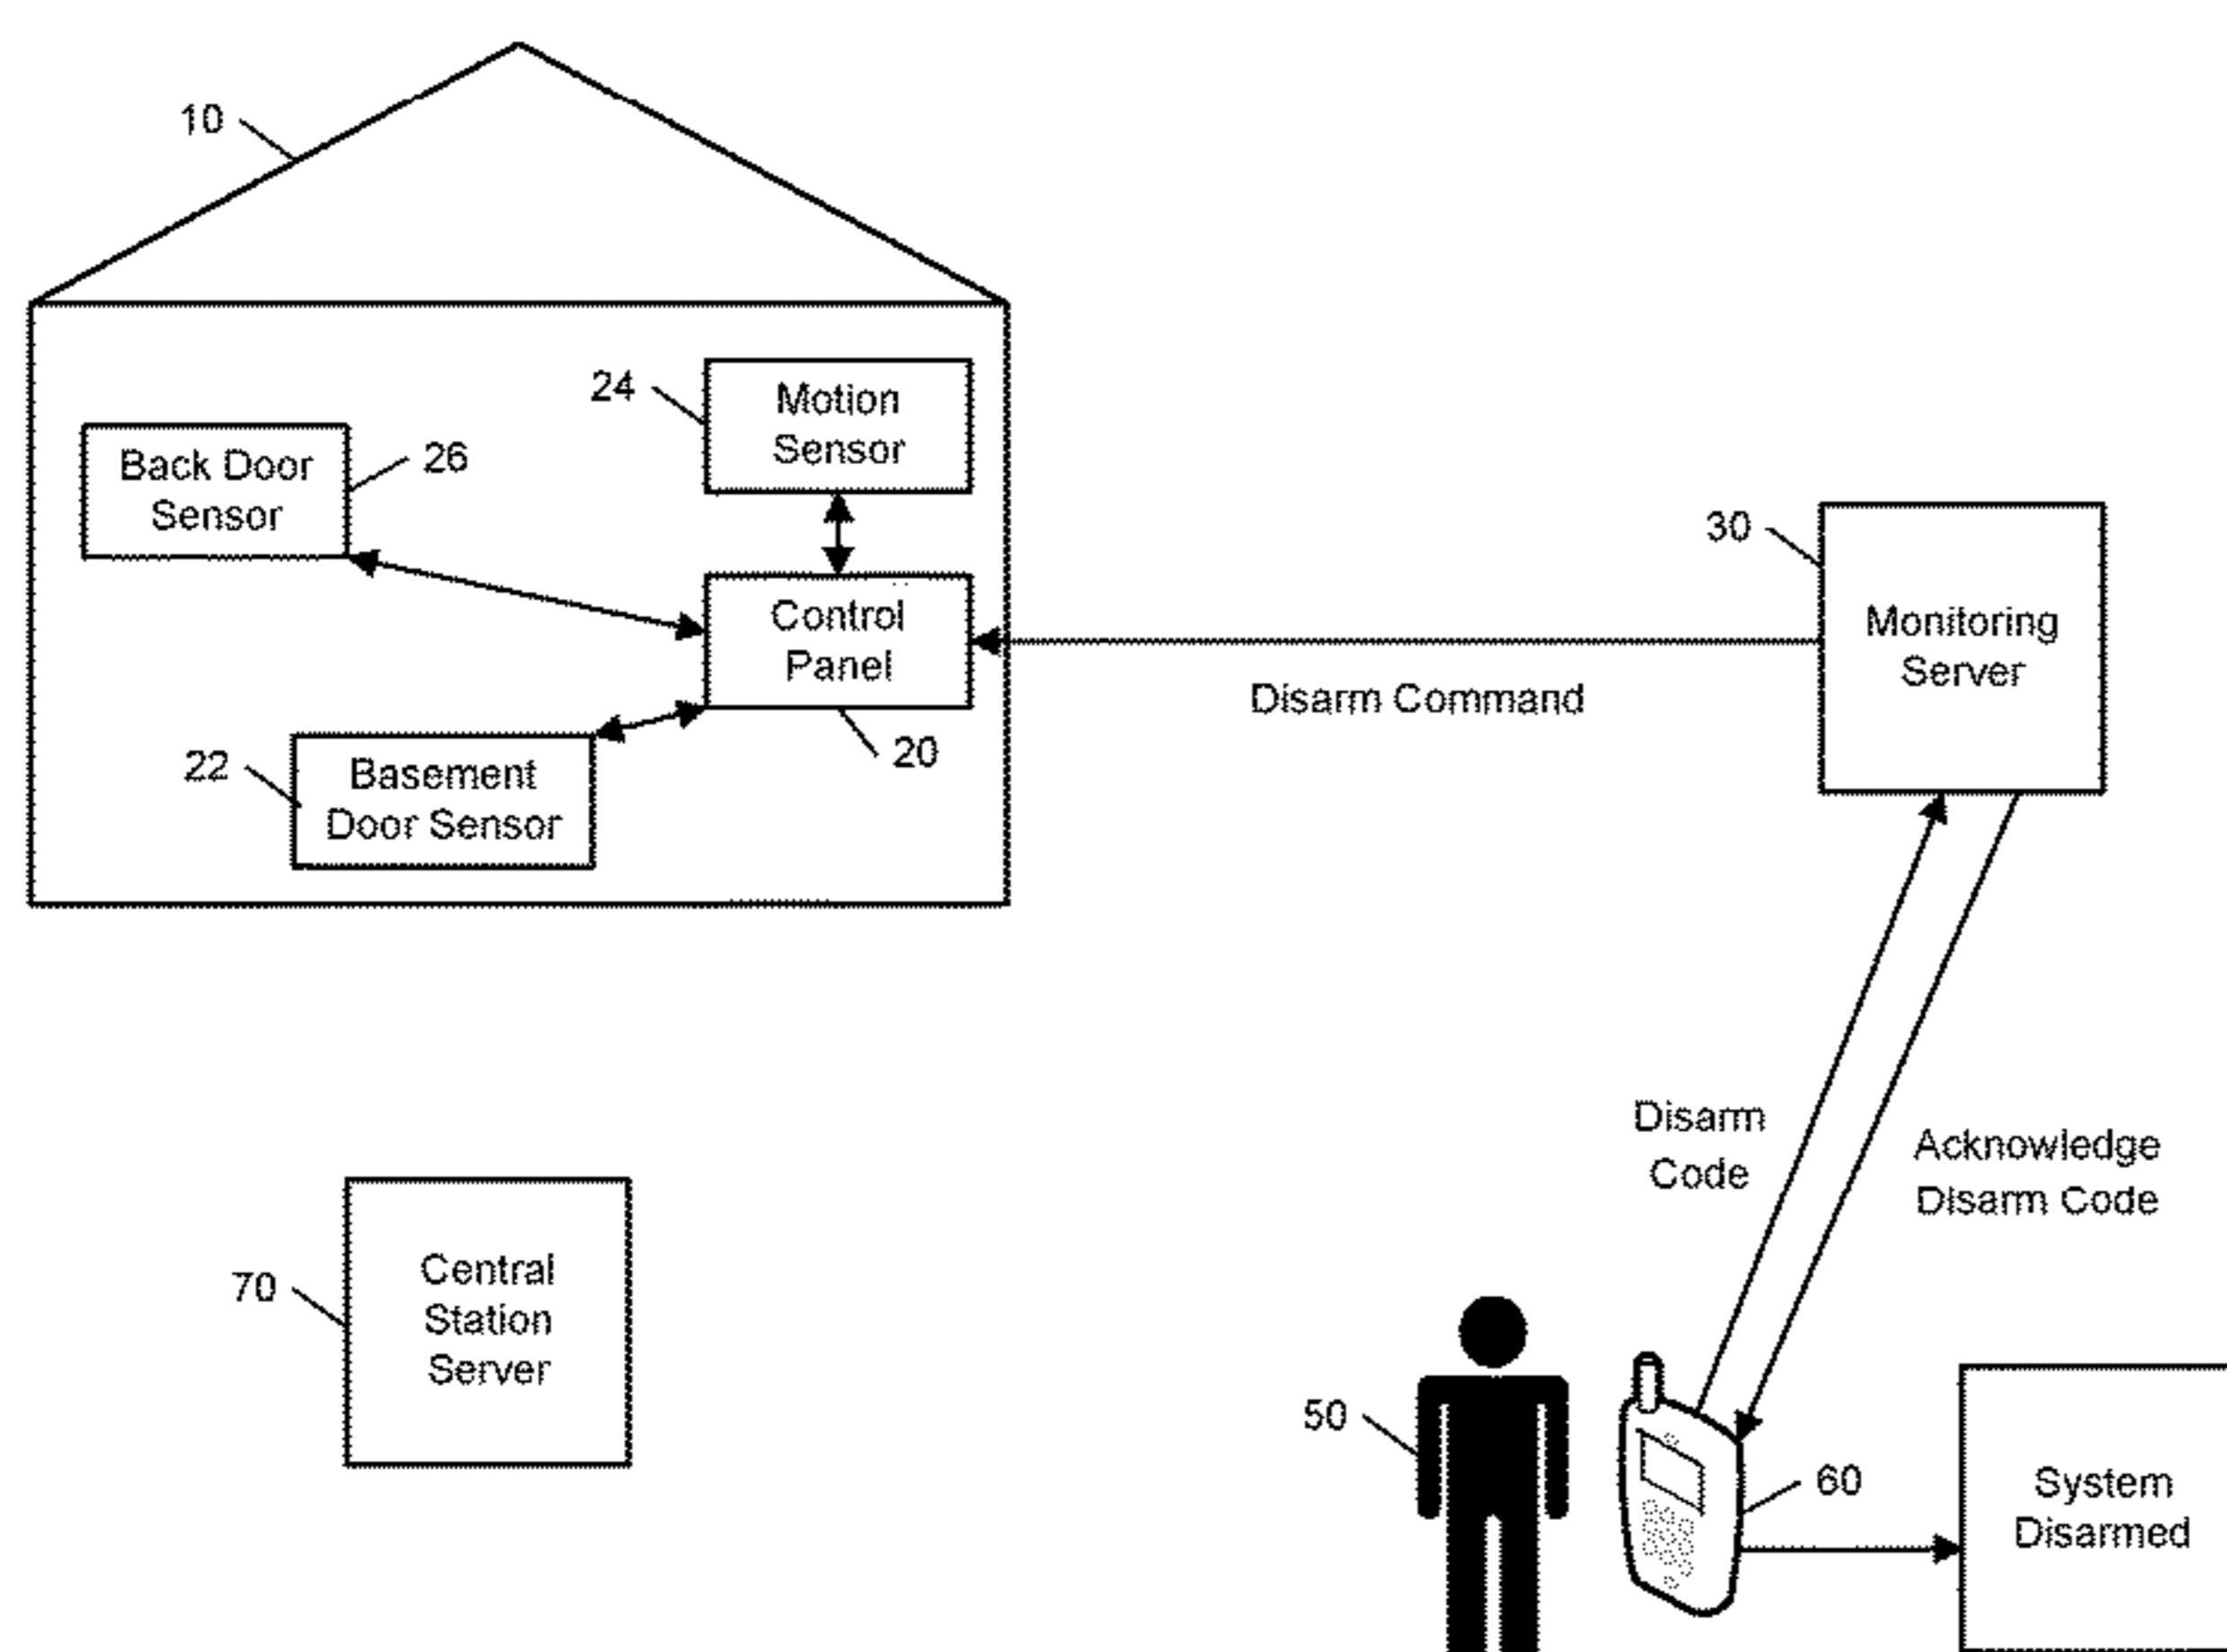 10
24
Motion
Sensor
Back Door
Sensor
26
Control
Panel
20
22
Basement
Door Sensor
Disarm Command
30
Monitoring
Server
Disarm
Code
Acknowledge
Disarm Code
70
Central
Station
Server
50
60
System
Disarmed